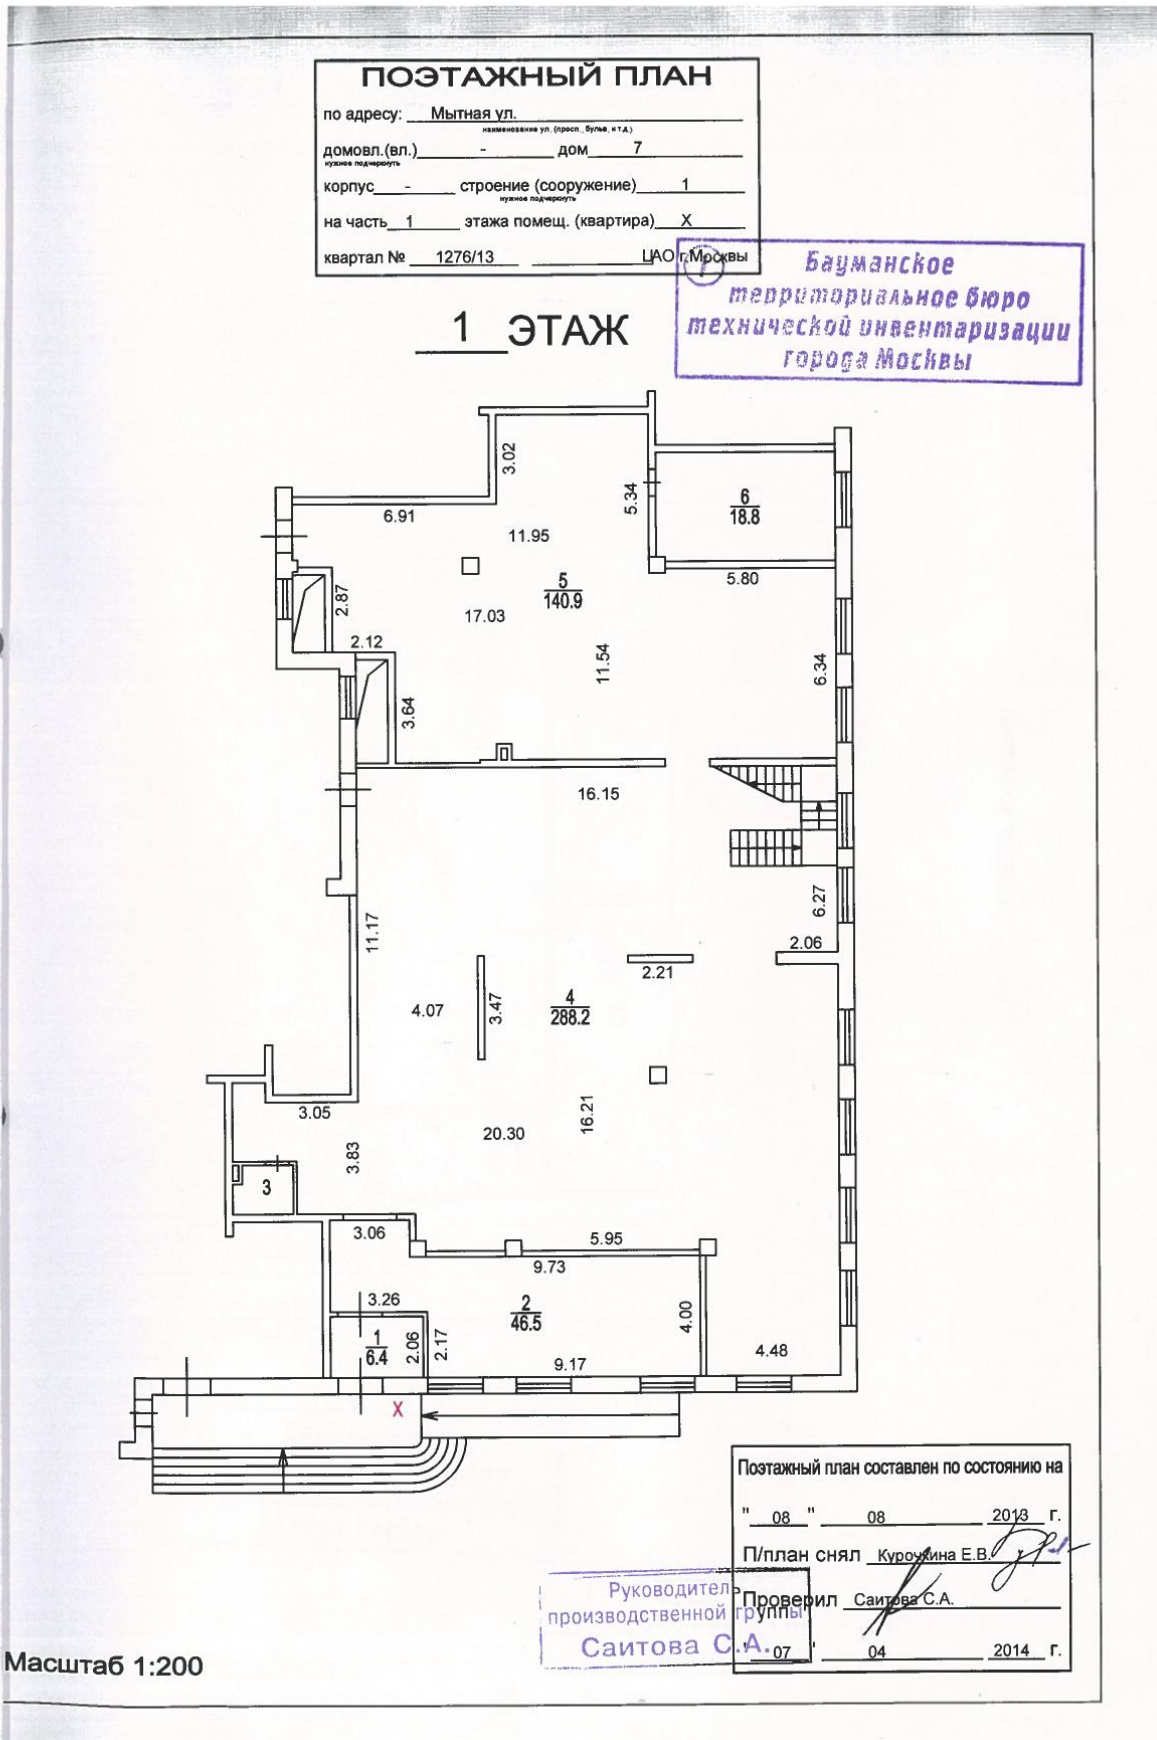 ПОЭТАЖНЫЙ ПЛАН
по адресу: Мытная ул.
наименование ул. (просп., бульв. и т.д.)
домовл.(вл.) - дом 7
нужное подчеркнуть
корпус - строение (сооружение) 1
нужное подчеркнуть
на часть 1 этажа помещ. (квартира) X
квартал № 1276/13 ЦАО г.Москвы
1
Бауманское
территориальное бюро
технической инвентаризации
города Москвы
1 ЭТАЖ
3.02
6.91
5.34
6
18.8
11.95
5.80
5
140.9
2.87
17.03
2.12
11.54
6.34
3.64
16.15
6.27
11.17
2.06
2.21
4.07
3.47
4
288.2
3.05
16.21
20.30
3.83
3
3.06
5.95
9.73
3.26
2
46.5
4.00
1
6.4
2.06
2.17
9.17
4.48
X
Поэтажный план составлен по состоянию на
" 08 " 08 2013 г.
П/план снял Курочкина Е.В.
Проверил Саитова С.А.
" 07 " 04 2014 г.
Руководитель
производственной группы
Саитова С.А.
Масштаб 1:200